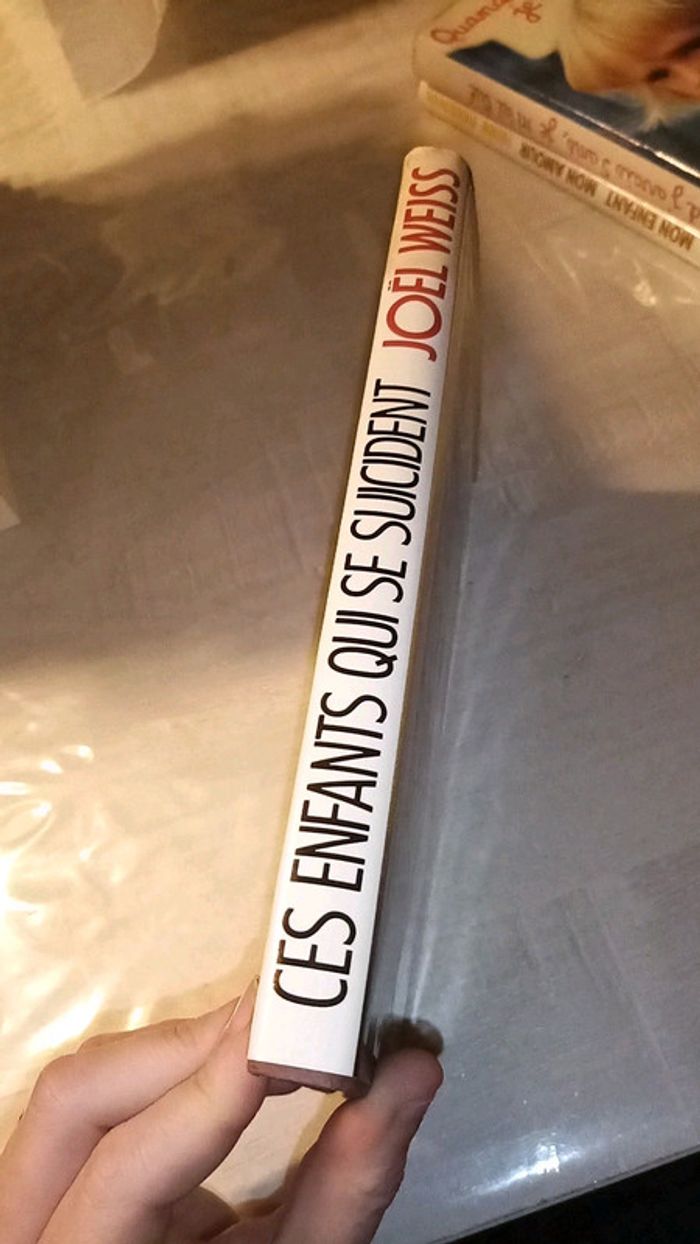 CES ENFANTS QUI SE SUICIDENT JOËL WEISS
MON ENFANT MON AMOUR